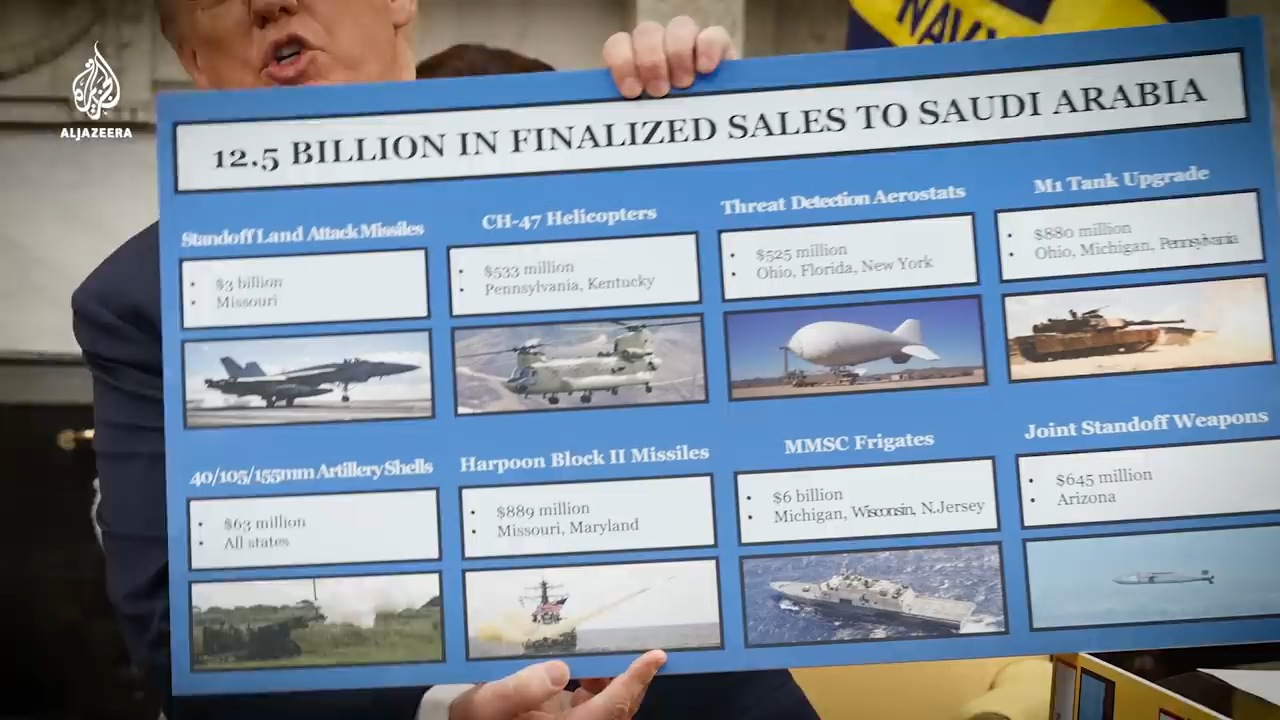 NAVY
ALJAZEERA
12.5 BILLION IN FINALIZED SALES TO SAUDI ARABIA
Standoff Land Attack Missiles
• $3 billion
• Missouri
CH-47 Helicopters
• $533 million
• Pennsylvania, Kentucky
Threat Detection Aerostats
• $525 million
• Ohio, Florida, New York
M1 Tank Upgrade
• $880 million
• Ohio, Michigan, Pennsylvania
40/105/155mm Artillery Shells
• $63 million
• All states
Harpoon Block II Missiles
• $889 million
• Missouri, Maryland
MMSC Frigates
• $6 billion
• Michigan, Wisconsin, N.Jersey
Joint Standoff Weapons
• $645 million
• Arizona